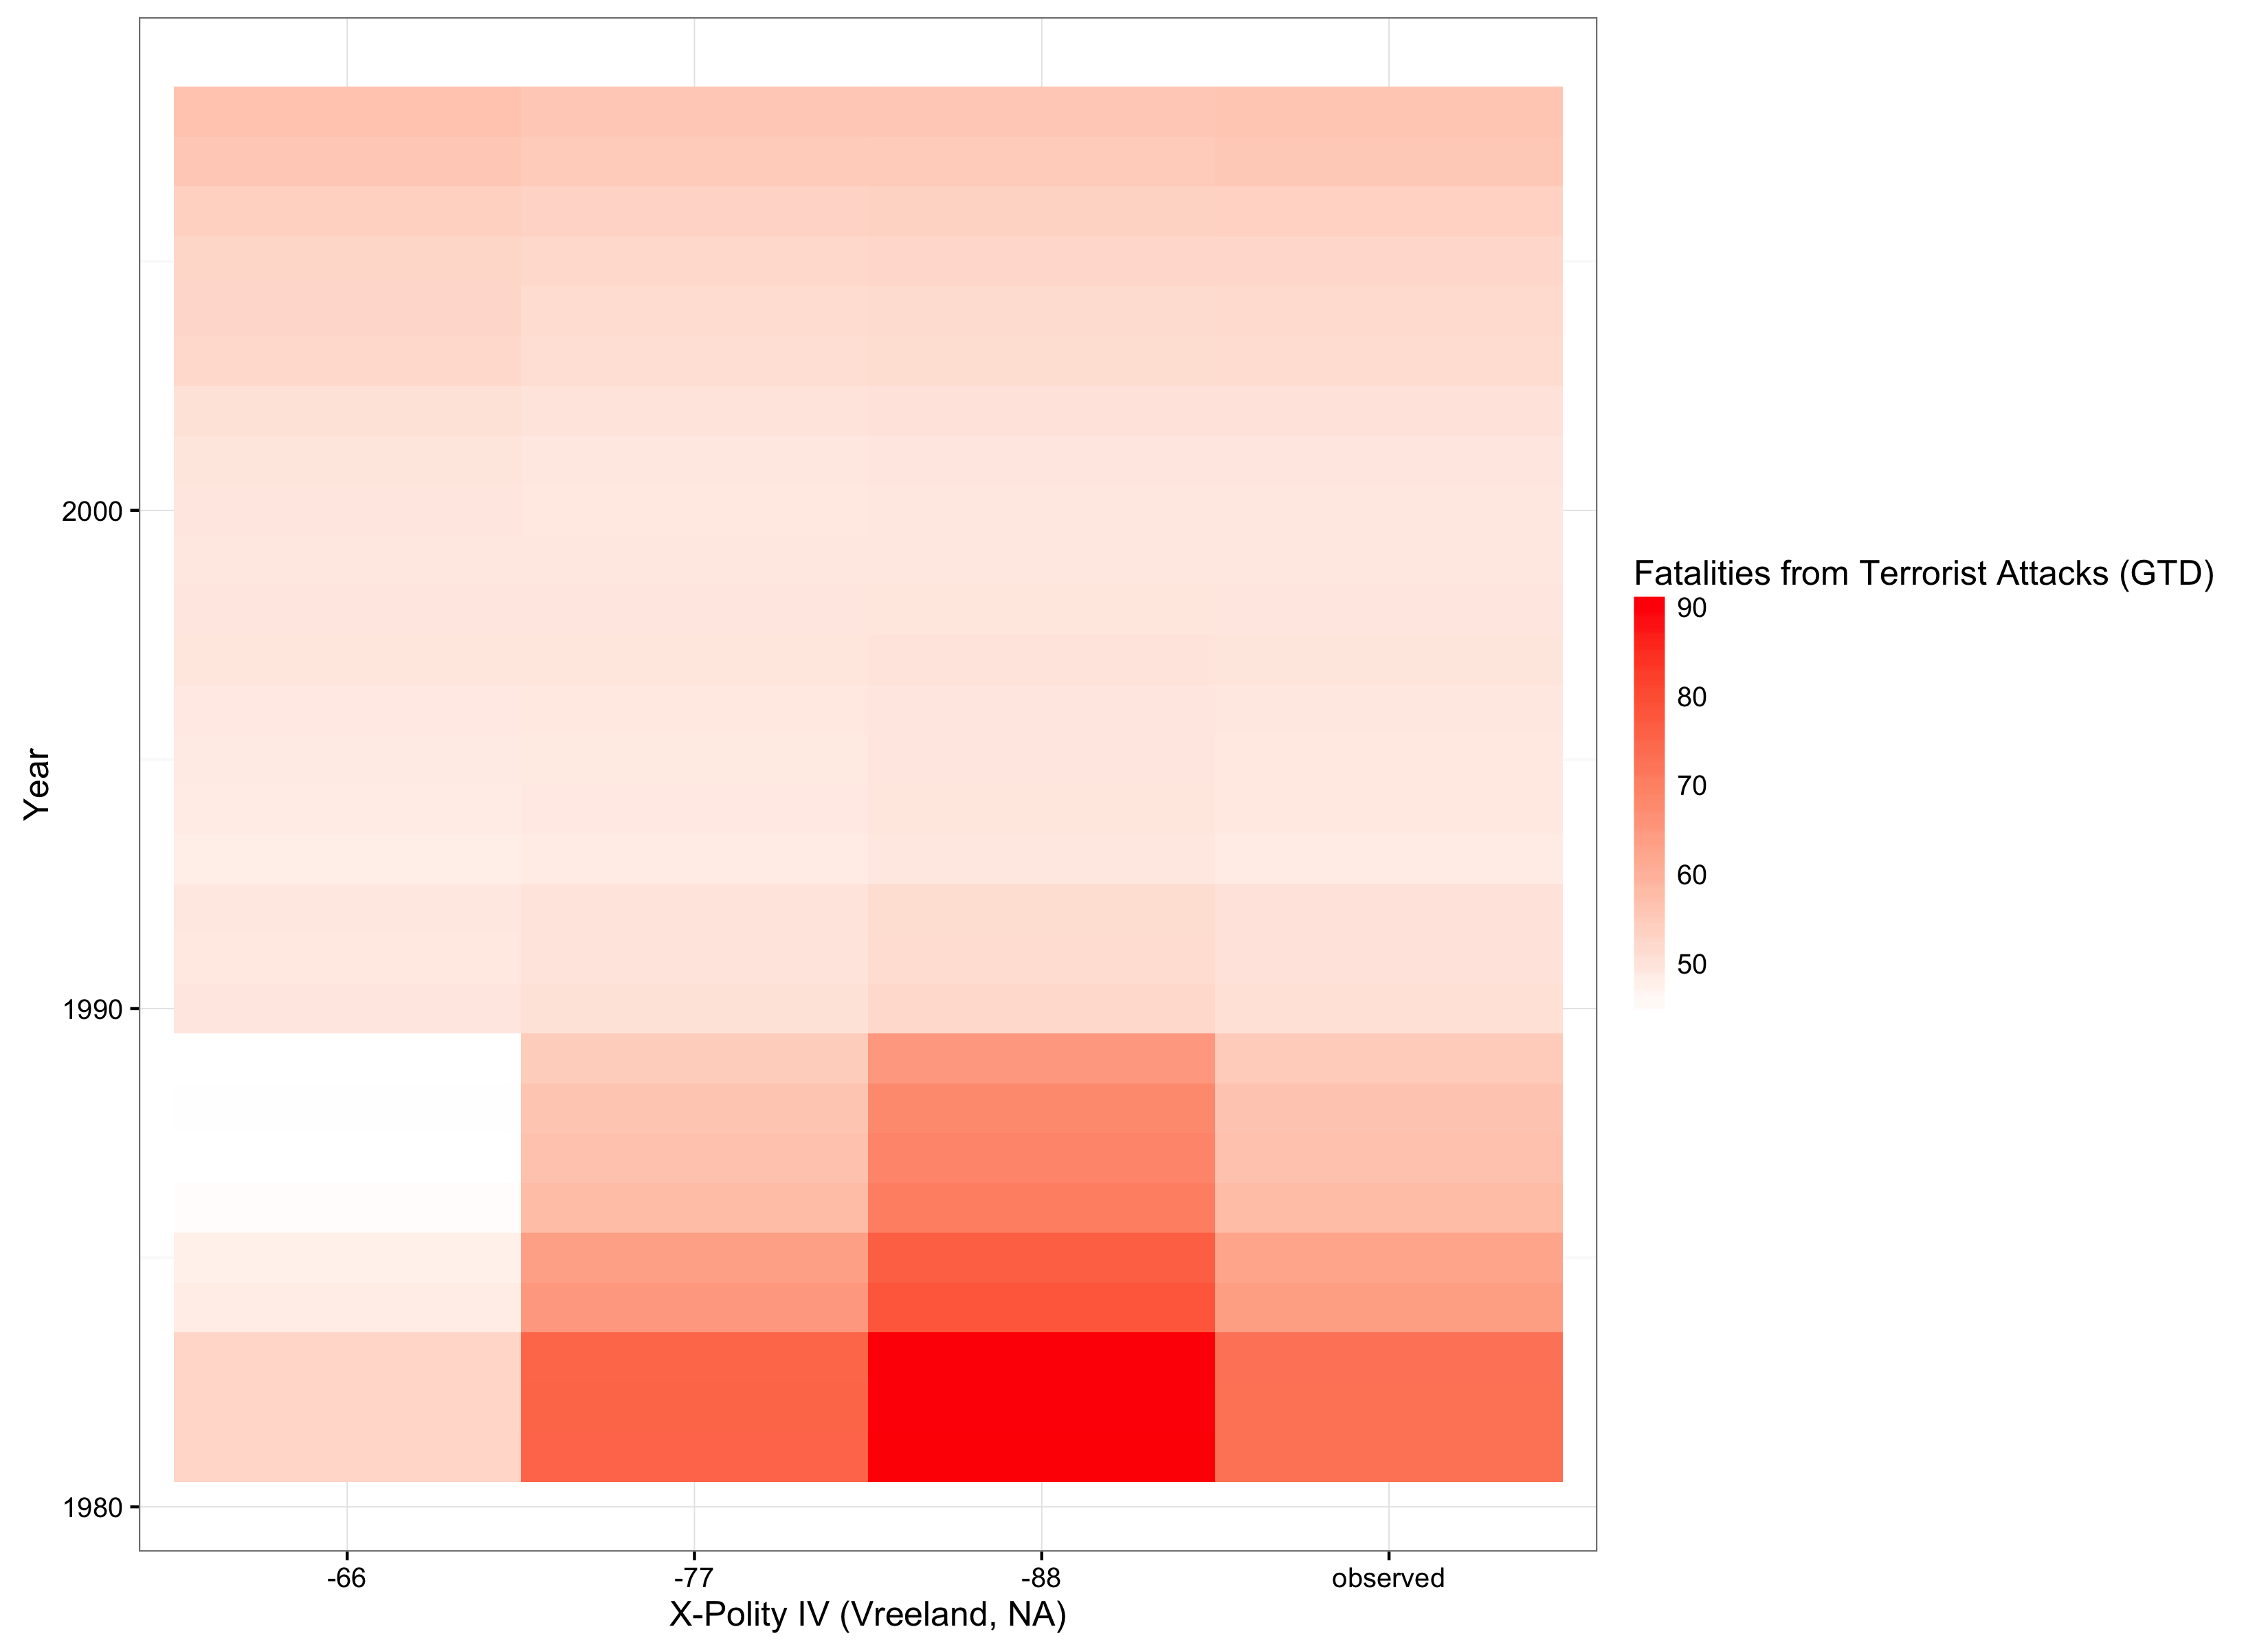 Year
2000
1990
1980
-66
-77
-88
observed
X-Polity IV (Vreeland, NA)
Fatalities from Terrorist Attacks (GTD)
90
80
70
60
50